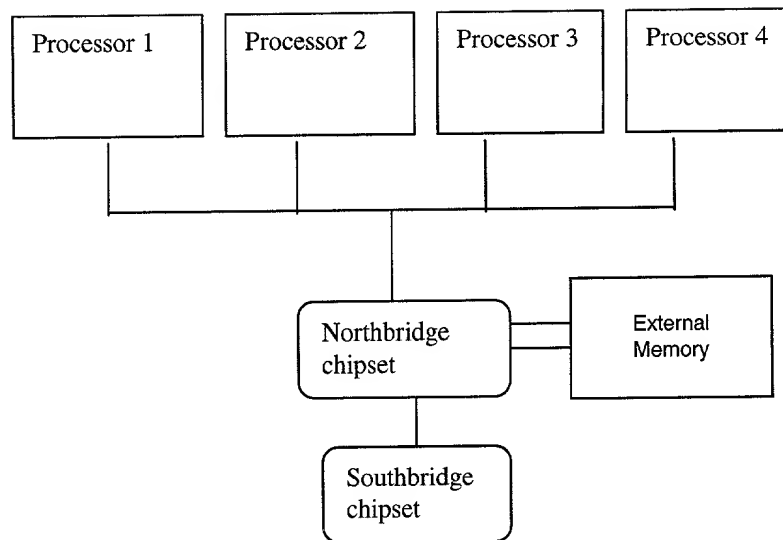 Processor 1
Processor 2
Processor 3
Processor 4
Northbridge
chipset
External
Memory
Southbridge
chipset